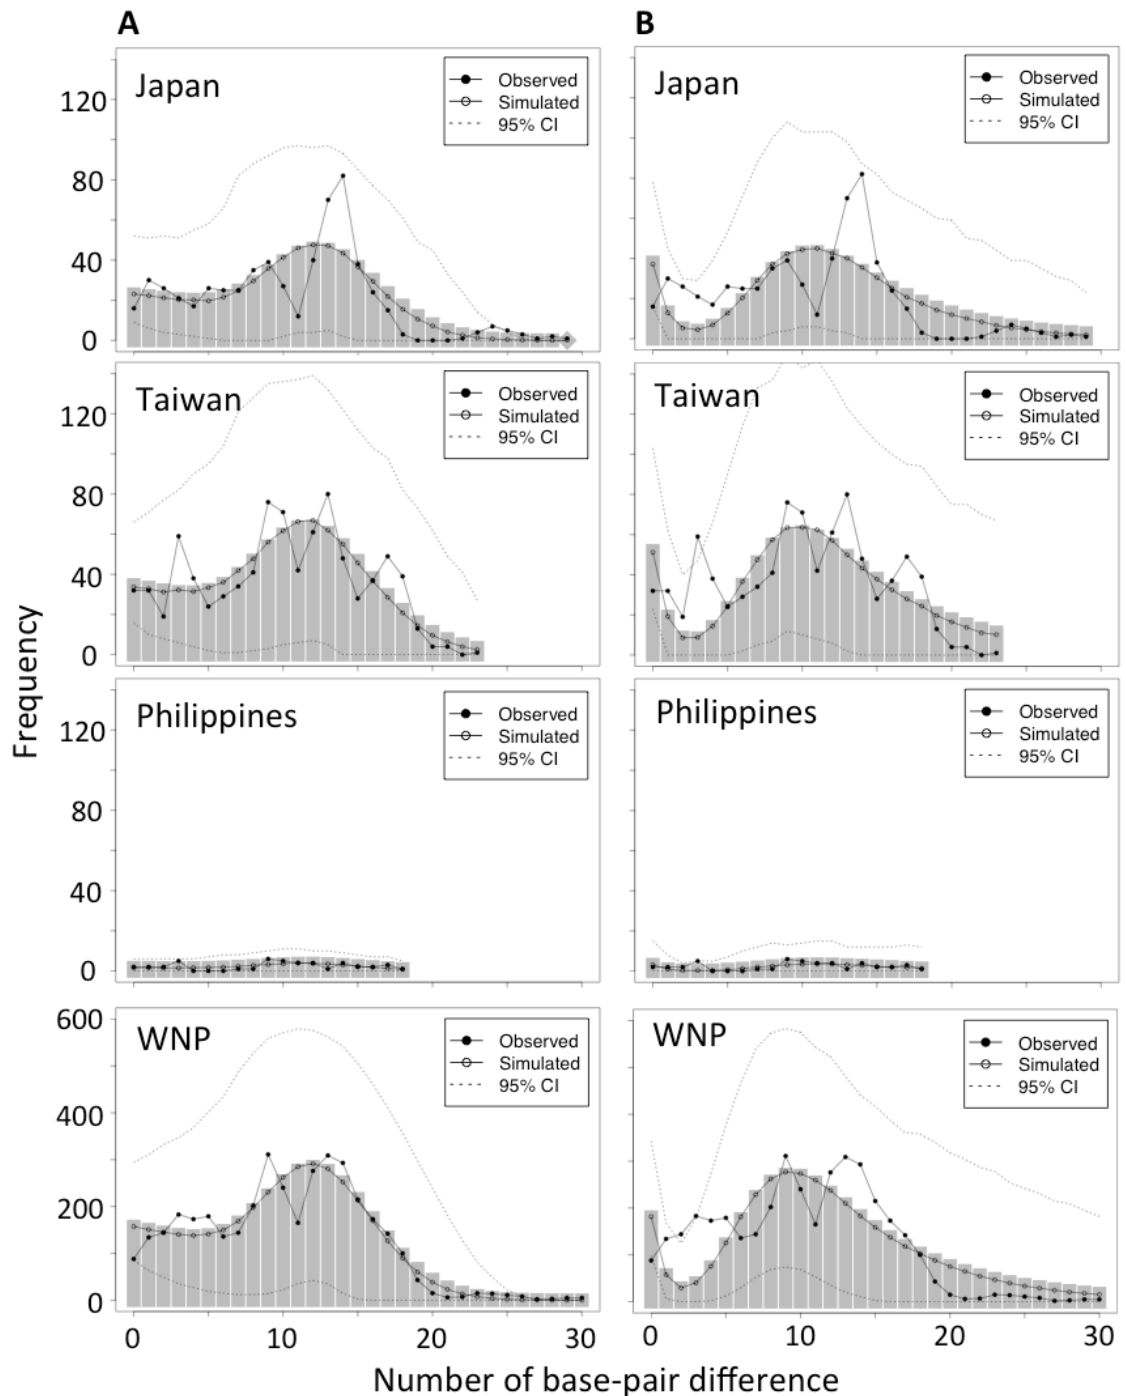 A
B
Japan
Observed
Simulated
95% CI
120
80
40
0
Japan
Observed
Simulated
95% CI
Taiwan
Observed
Simulated
95% CI
120
80
40
0
Taiwan
Observed
Simulated
95% CI
Frequency
Philippines
Observed
Simulated
95% CI
120
80
40
0
Philippines
Observed
Simulated
95% CI
WNP
Observed
Simulated
95% CI
600
400
200
0
0 10 20 30
WNP
Observed
Simulated
95% CI
0 10 20 30
Number of base-pair difference